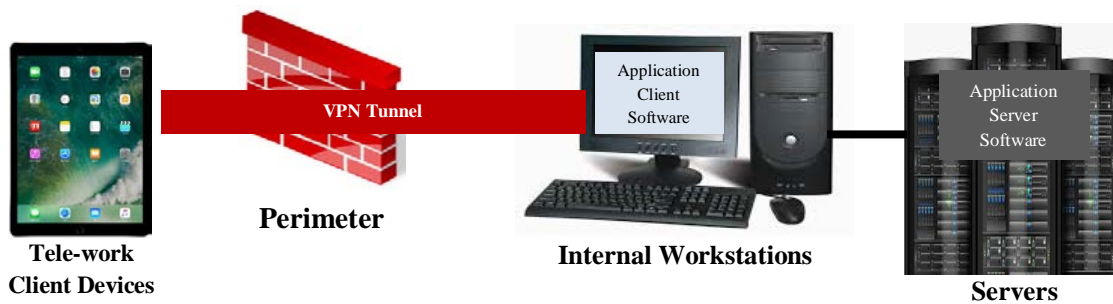 VPN Tunnel
Application
Client
Software
Application
Server
Software
Perimeter
Tele-work
Client Devices
Internal Workstations
Servers